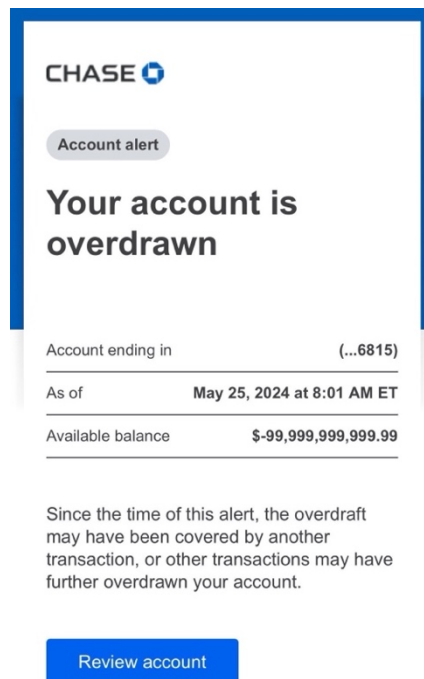 CHASE
Account alert
Your account is
overdrawn
Account ending in (...6815)
As of May 25, 2024 at 8:01 AM ET
Available balance $-99,999,999,999.99
Since the time of this alert, the overdraft
may have been covered by another
transaction, or other transactions may have
further overdrawn your account.
Review account